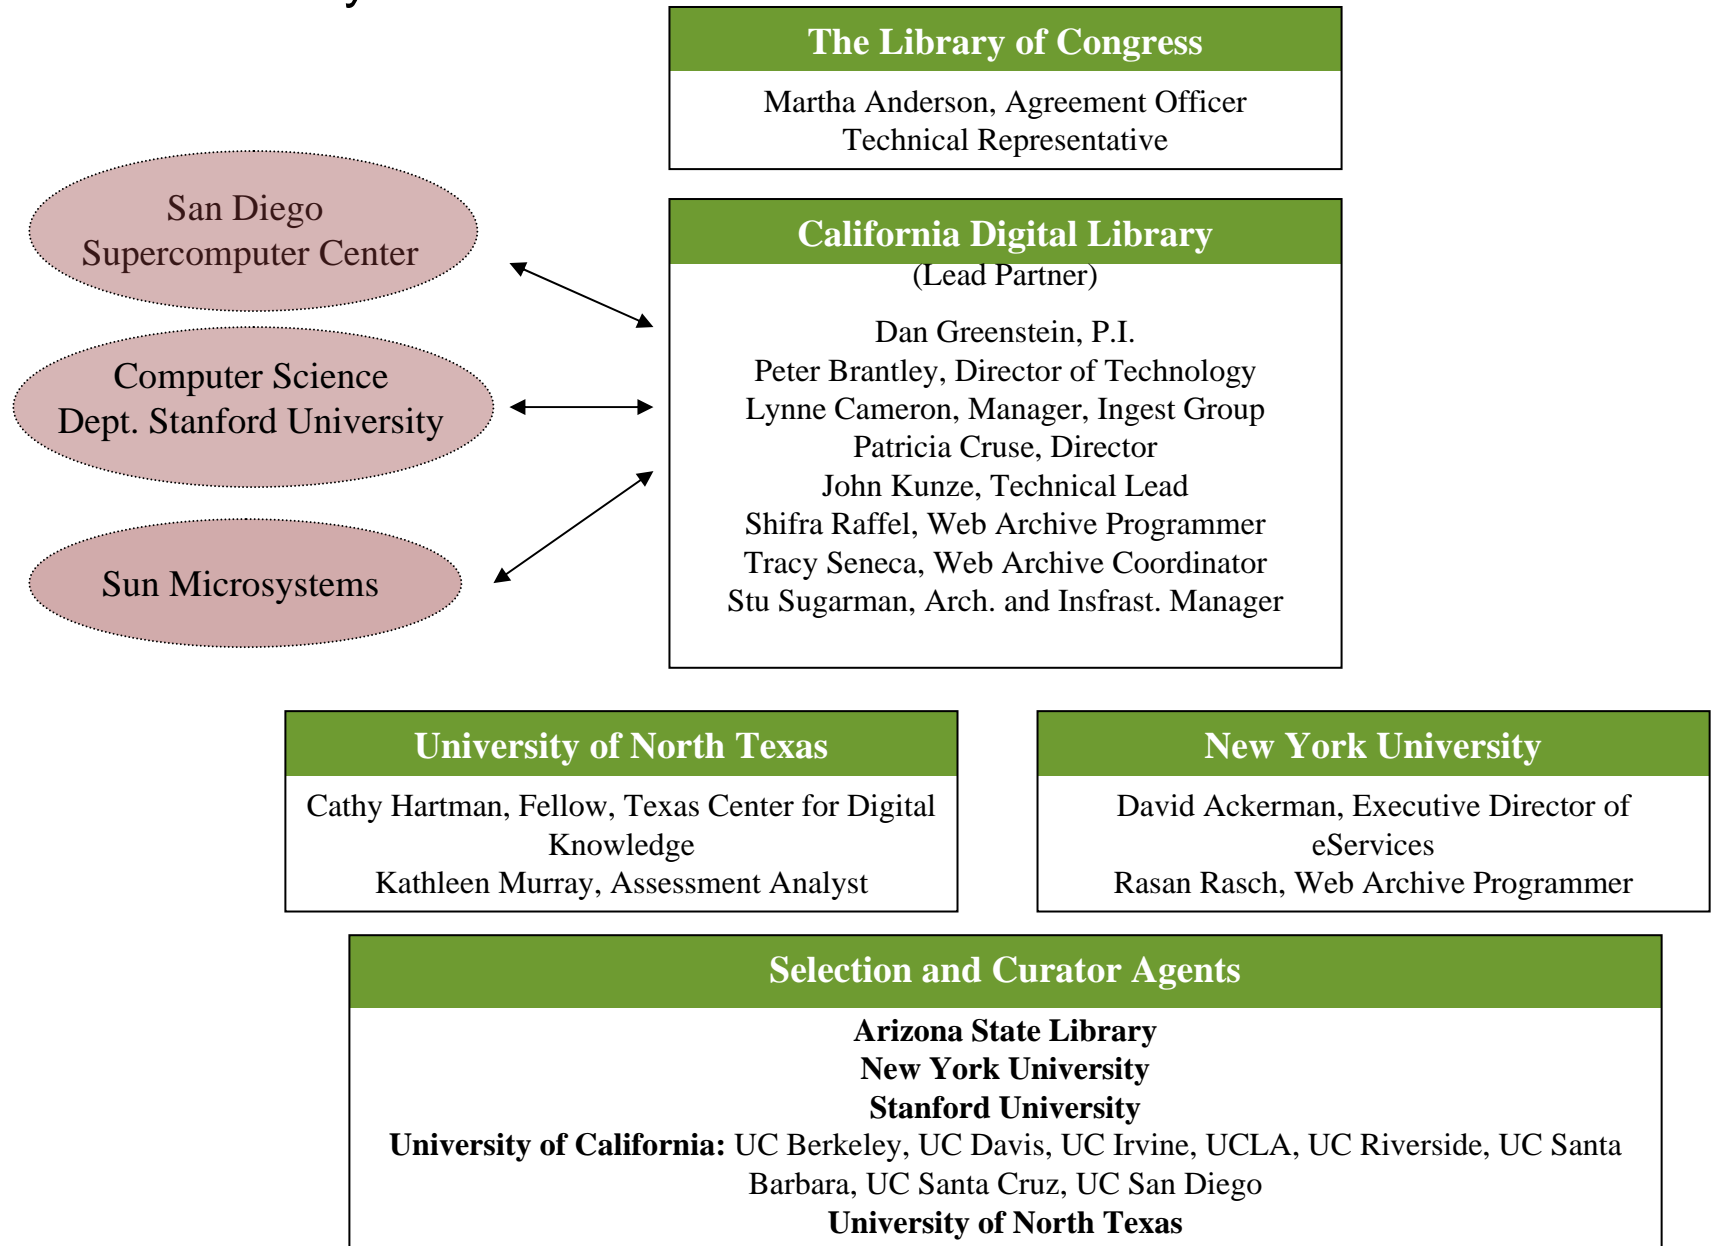 The Library of Congress
Martha Anderson, Agreement Officer
Technical Representative
San Diego
Supercomputer Center
Computer Science
Dept. Stanford University
Sun Microsystems
California Digital Library
(Lead Partner)
Dan Greenstein, P.I.
Peter Brantley, Director of Technology
Lynne Cameron, Manager, Ingest Group
Patricia Cruse, Director
John Kunze, Technical Lead
Shifra Raffel, Web Archive Programmer
Tracy Seneca, Web Archive Coordinator
Stu Sugarman, Arch. and Insfrast. Manager
University of North Texas
Cathy Hartman, Fellow, Texas Center for Digital
Knowledge
Kathleen Murray, Assessment Analyst
New York University
David Ackerman, Executive Director of
eServices
Rasan Rasch, Web Archive Programmer
Selection and Curator Agents
Arizona State Library
New York University
Stanford University
University of California: UC Berkeley, UC Davis, UC Irvine, UCLA, UC Riverside, UC Santa
Barbara, UC Santa Cruz, UC San Diego
University of North Texas